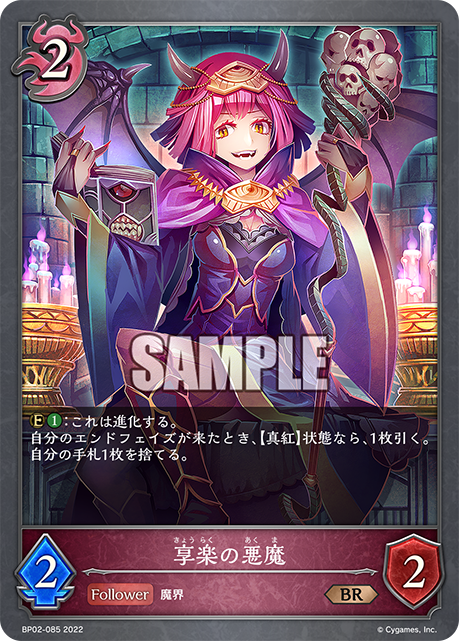 2
SAMPLE
E 1：これは進化する。
自分のエンドフェイズが来たとき、【真紅】状態なら、1枚引く。
自分の手札1枚を捨てる。
きょう らく あく ま
享楽の悪魔
2 Follower 魔界 BR 2
BP02-085 2022 © Cygames, Inc.